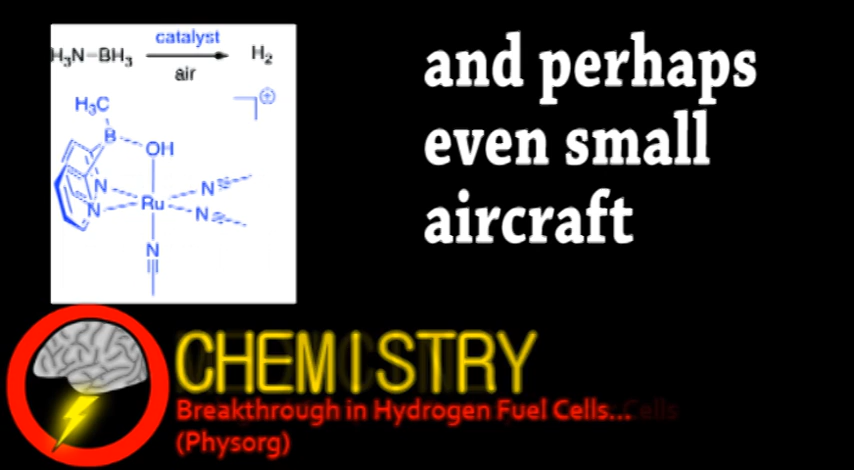 catalyst
H₃N–BH₃ → H₂
air
H₃C
B
OH
N
N
Ru
N
N
N
and perhaps
even small
aircraft
CHEMISTRY
Breakthrough in Hydrogen Fuel Cells...Cells
(Physorg)